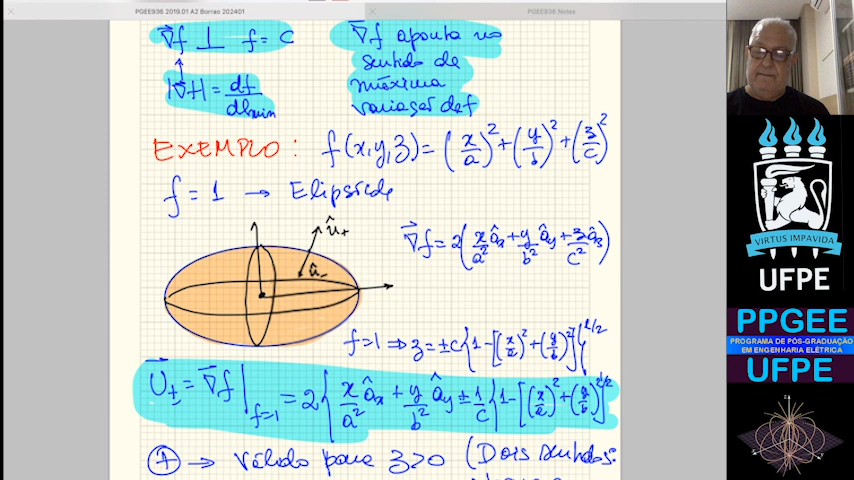 PGEE936 2019.01 A2 Borrao 202401
PGEE936 Notes
∇⃗f ⊥ f = C
∇⃗f aponta no
sentido de
máxima
variação de f
|∇⃗f| = df/dlmin
EXEMPLO: f(x,y,z) = (x/a)² + (y/b)² + (z/c)²
f = 1 → Elipsóide
û+
û-
∇⃗f = 2(x/a² âx + y/b² ây + z/c² âz)
f=1 ⇒ z = ±c{1-[(x/a)²+(y/b)²]}^1/2
U⃗± = ∇⃗f|f=1 = 2{x/a² âx + y/b² ây ± 1/c{1-[(x/a)²+(y/b)²]^1/2
(+) → válido para z>0 (Dois sentidos:
VIRTUS IMPAVIDA
UFPE
PPGEE
PROGRAMA DE PÓS-GRADUAÇÃO
EM ENGENHARIA ELÉTRICA
UFPE